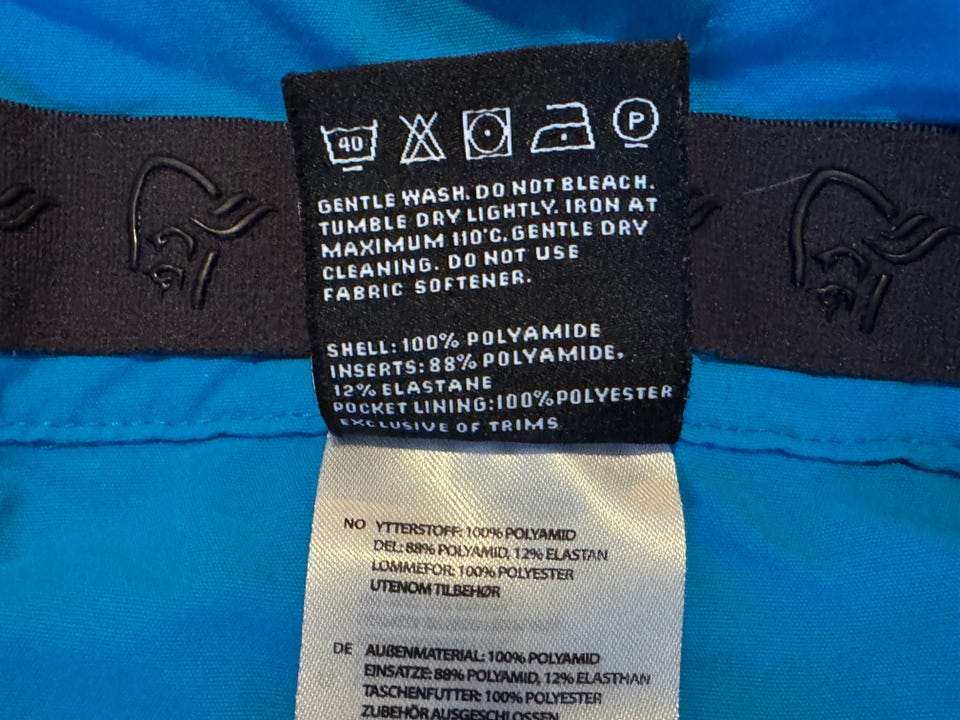 40
P
GENTLE WASH. DO NOT BLEACH.
TUMBLE DRY LIGHTLY. IRON AT
MAXIMUM 110°C. GENTLE DRY
CLEANING. DO NOT USE
FABRIC SOFTENER.
SHELL: 100% POLYAMIDE
INSERTS: 88% POLYAMIDE,
12% ELASTANE
POCKET LINING: 100% POLYESTER
EXCLUSIVE OF TRIMS
NO YTTERSTOFF: 100% POLYAMID
DEL: 88% POLYAMID, 12% ELASTAN
LOMMEFOR: 100% POLYESTER
UTENOM TILBEHØR
DE AUßENMATERIAL: 100% POLYAMID
EINSATZE: 88% POLYAMID, 12% ELASTHAN
TASCHENFUTTER: 100% POLYESTER
ZUBEHÖR AUSGESCHLOSSEN